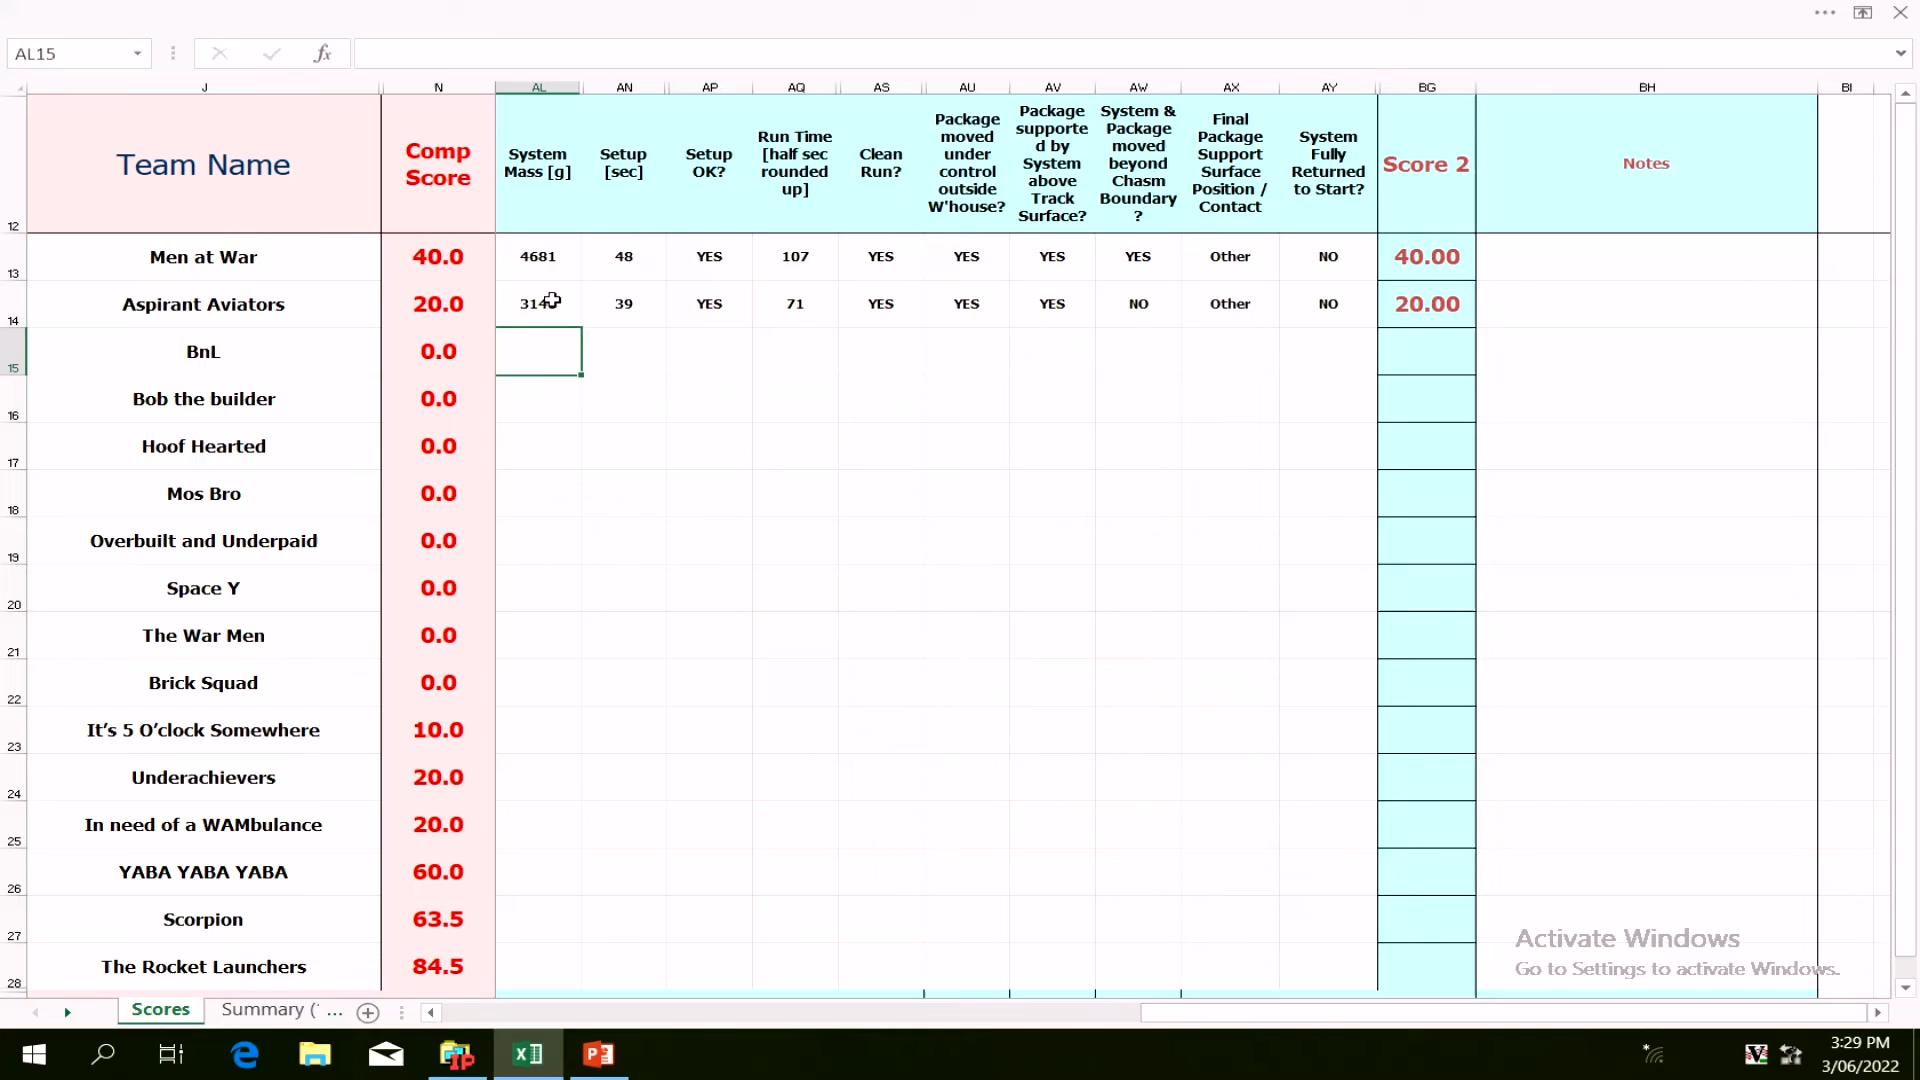 AL15
fx
J N AL AN AP AQ AS AU AV AW AX AY BG BH BI
12
Team Name
Comp
Score
System
Mass [g]
Setup
[sec]
Setup
OK?
Run Time
[half sec
rounded
up]
Clean
Run?
Package
moved
under
control
outside
W'house?
Package
supporte
d by
System
above
Track
Surface?
System &
Package
moved
beyond
Chasm
Boundary
?
Final
Package
Support
Surface
Position /
Contact
System
Fully
Returned
to Start?
Score 2
Notes
13 Men at War 40.0 4681 48 YES 107 YES YES YES YES Other NO 40.00
14 Aspirant Aviators 20.0 39 YES 71 YES YES YES NO Other NO 20.00
15 BnL 0.0
16 Bob the builder 0.0
17 Hoof Hearted 0.0
18 Mos Bro 0.0
19 Overbuilt and Underpaid 0.0
20 Space Y 0.0
21 The War Men 0.0
22 Brick Squad 0.0
23 It’s 5 O’clock Somewhere 10.0
24 Underachievers 20.0
25 In need of a WAMbulance 20.0
26 YABA YABA YABA 60.0
27 Scorpion 63.5
28 The Rocket Launchers 84.5
Activate Windows
Go to Settings to activate Windows.
Scores Summary ( ...
3:29 PM
3/06/2022